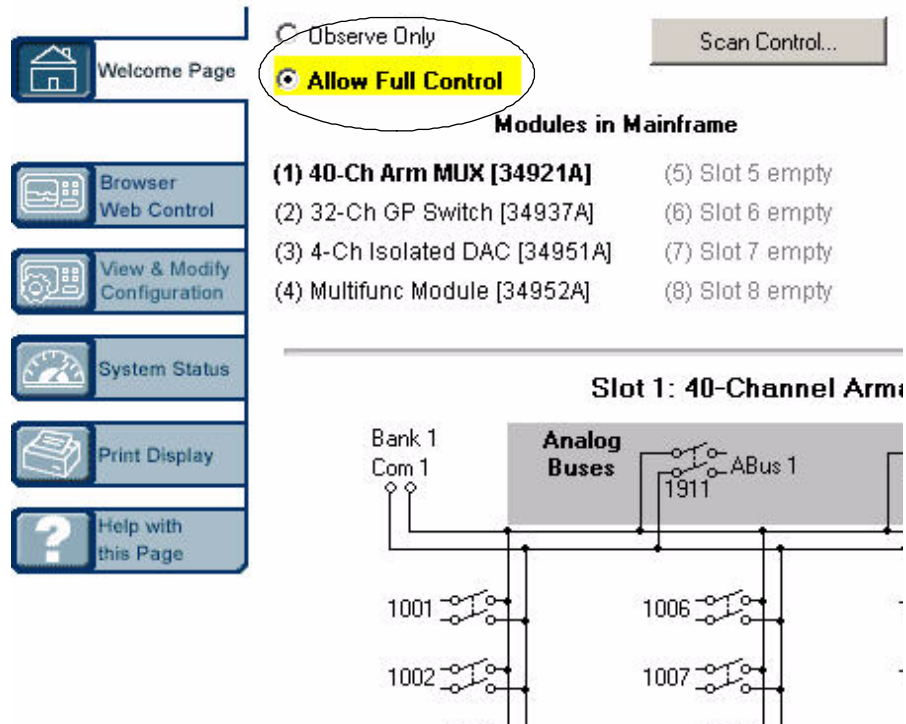 Observe Only
Scan Control...
Allow Full Control
Welcome Page
Modules in Mainframe
(1) 40-Ch Arm MUX [34921A]
(5) Slot 5 empty
(2) 32-Ch GP Switch [34937A]
(6) Slot 6 empty
(3) 4-Ch Isolated DAC [34951A]
(7) Slot 7 empty
(4) Multifunc Module [34952A]
(8) Slot 8 empty
Browser
Web Control
View & Modify
Configuration
System Status
Print Display
?
Help with
this Page
Slot 1: 40-Channel Arma
Bank 1
Com 1
Analog
Buses
ABus 1
1911
1001
1006
1002
1007